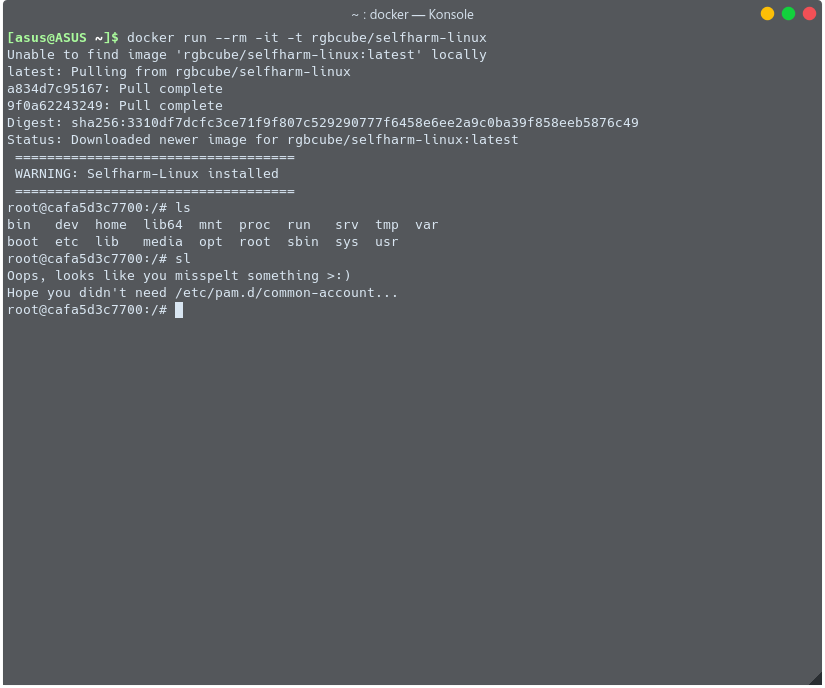 ~ : docker — Konsole
[asus@ASUS ~]$ docker run --rm -it -t rgbcube/selfharm-linux
Unable to find image 'rgbcube/selfharm-linux:latest' locally
latest: Pulling from rgbcube/selfharm-linux
a834d7c95167: Pull complete
9f0a62243249: Pull complete
Digest: sha256:3310df7dcfc3ce71f9f807c529290777f6458e6ee2a9c0ba39f858eeb5876c49
Status: Downloaded newer image for rgbcube/selfharm-linux:latest
===================================
WARNING: Selfharm-Linux installed
===================================
root@cafa5d3c7700:/# ls
bin   dev  home  lib64  mnt  proc  run   srv  tmp  var
boot  etc  lib   media  opt  root  sbin  sys  usr
root@cafa5d3c7700:/# sl
Oops, looks like you misspelt something >:)
Hope you didn't need /etc/pam.d/common-account...
root@cafa5d3c7700:/#